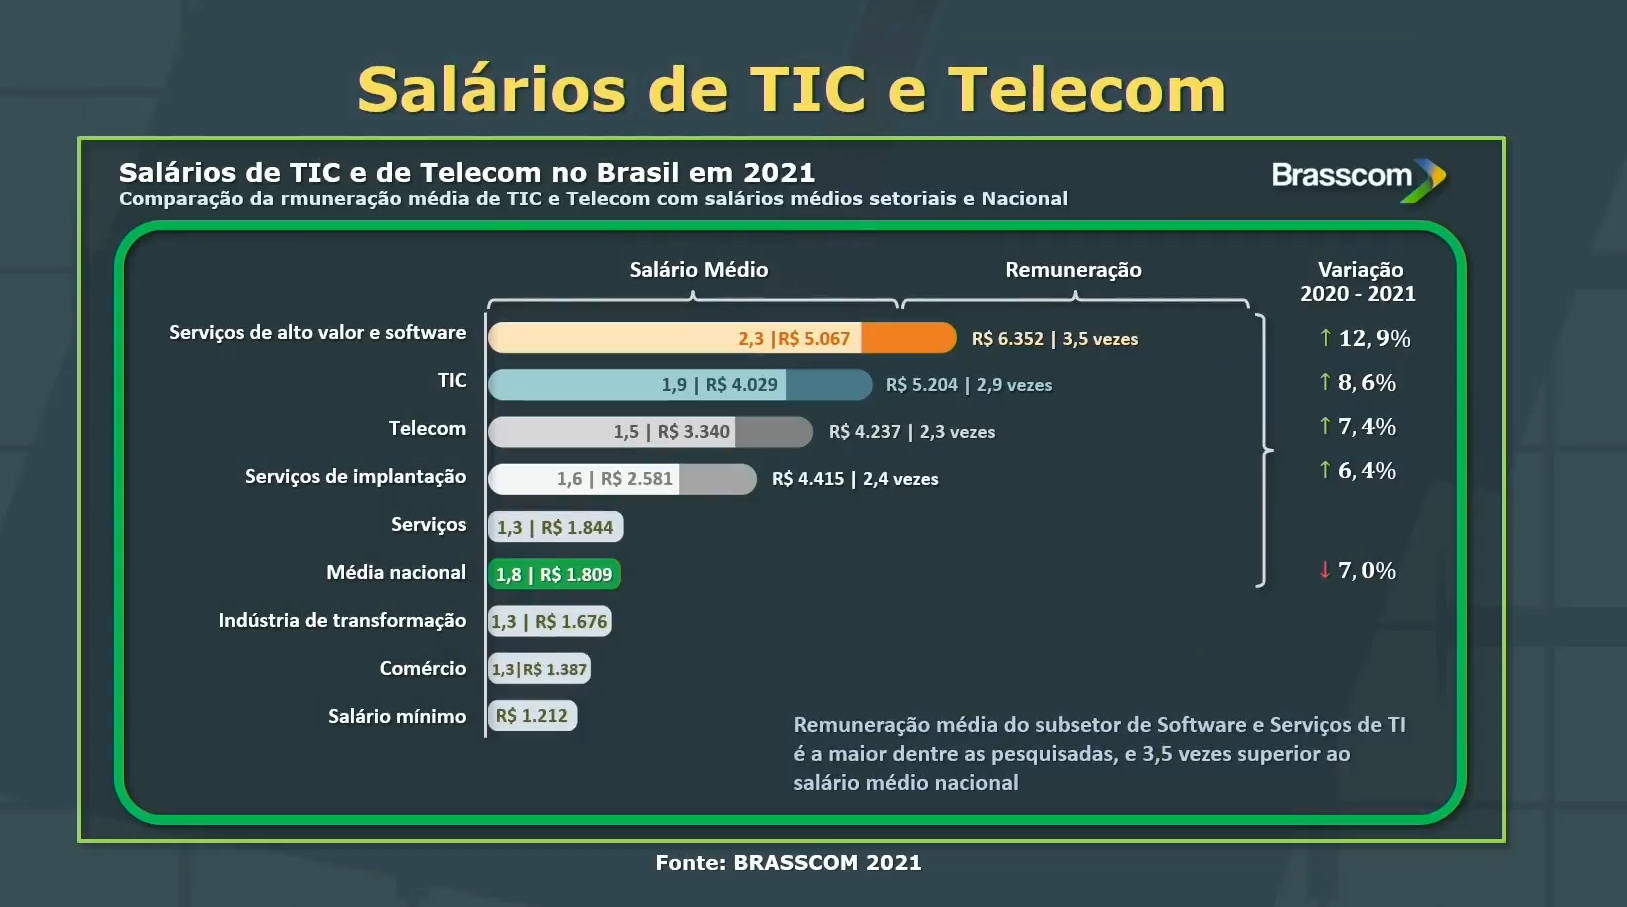 Salários de TIC e Telecom
Salários de TIC e de Telecom no Brasil em 2021
Comparação da rmuneração média de TIC e Telecom com salários médios setoriais e Nacional
Brasscom
Salário Médio
Remuneração
Variação
2020 - 2021
Serviços de alto valor e software
2,3 |R$ 5.067
R$ 6.352 | 3,5 vezes
↑ 12,9%
TIC
1,9 | R$ 4.029
R$ 5.204 | 2,9 vezes
↑ 8,6%
Telecom
1,5 | R$ 3.340
R$ 4.237 | 2,3 vezes
↑ 7,4%
Serviços de implantação
1,6 | R$ 2.581
R$ 4.415 | 2,4 vezes
↑ 6,4%
Serviços
1,3 | R$ 1.844
Média nacional
1,8 | R$ 1.809
↓ 7,0%
Indústria de transformação
1,3 | R$ 1.676
Comércio
1,3|R$ 1.387
Salário mínimo
R$ 1.212
Remuneração média do subsetor de Software e Serviços de TI
é a maior dentre as pesquisadas, e 3,5 vezes superior ao
salário médio nacional
Fonte: BRASSCOM 2021